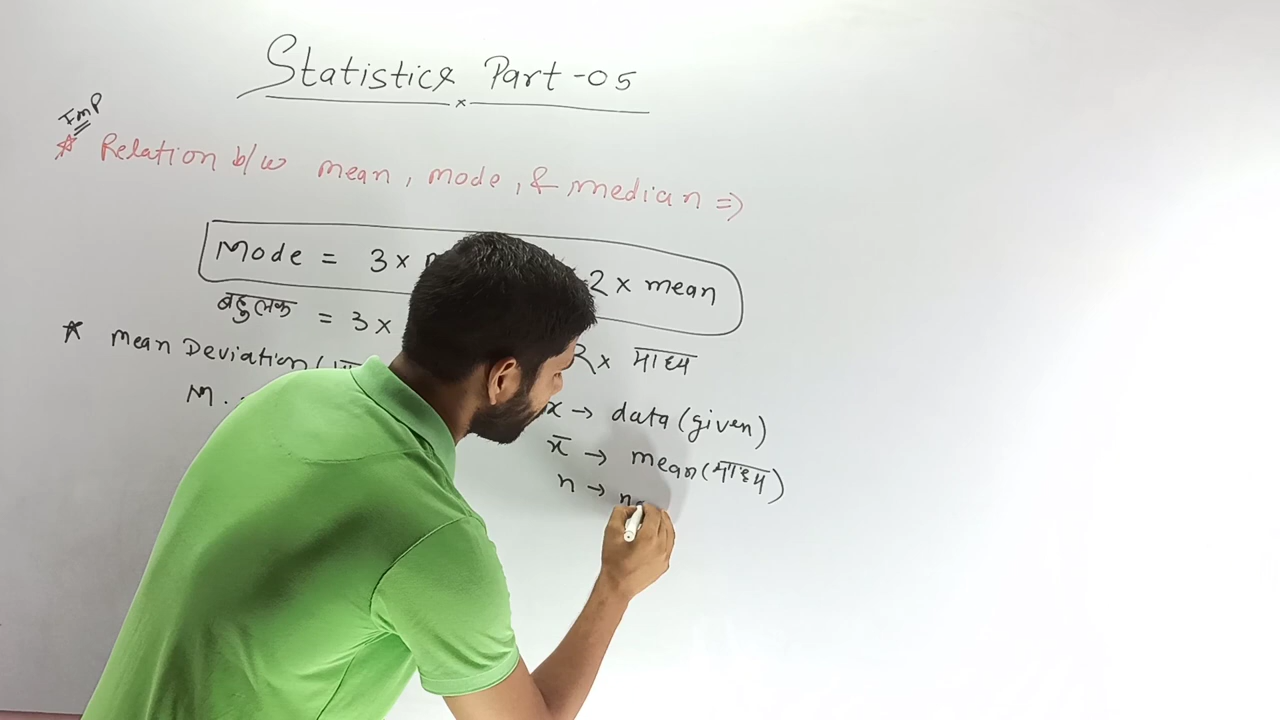 Statistics Part-05
Imp
* Relation b/w mean, mode, & median =>
Mode = 3× -2× mean
बहुलक = 3× 2× माध्य
* Mean Deviation(
M.
x → data (given)
x̄ → mean(माध्य)
n → n